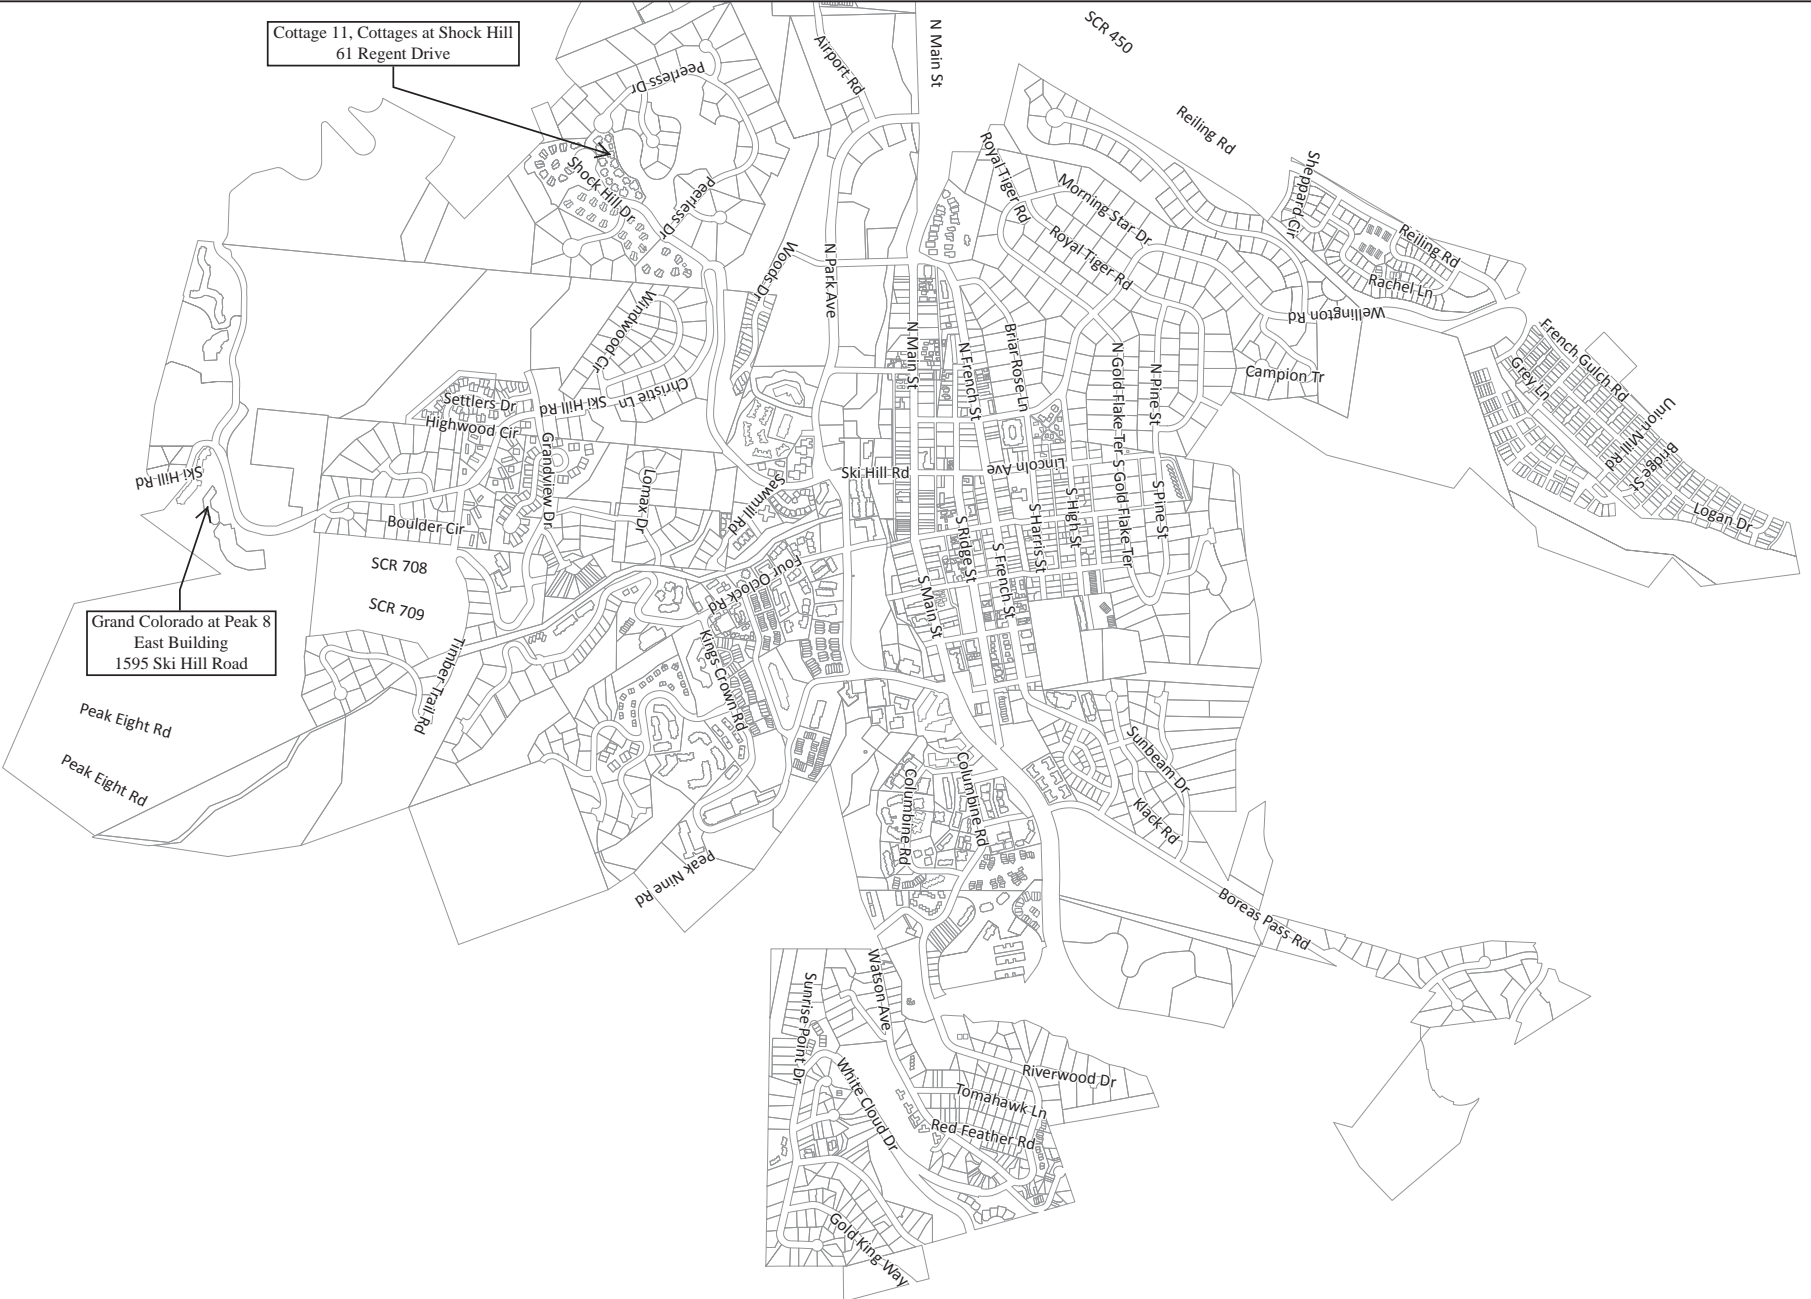 Cottage 11, Cottages at Shock Hill
61 Regent Drive
SCR 450
N Main St
Airport Rd
Peerless Dr
Reiling Rd
Royal Tiger Rd
Sheppard Cir
Shock Hill Dr
Peerless Dr
Morning Star Dr
Royal Tiger Rd
Reiling Rd
Rachel Ln
Woods Dr
N Park Ave
Wellington Rd
Windwood Cir
N Main St
N French St
Briar Rose Ln
N Gold Flake Ter
N Pine St
Campion Tr
French Gulch Rd
Grey Ln
Union Mill Rd
Bridge St
Logan Dr
Christie Ln
Ski Hill Rd
Settlers Dr
Highwood Cir
Grandview Dr
Lomax Dr
Sawmill Rd
Ski Hill Rd
Lincoln Ave
Ski Hill Rd
Boulder Cir
S Ridge St
S French St
S Harris St
S High St
S Gold Flake Ter
S Pine St
SCR 708
SCR 709
Four Oclock Rd
S Main St
Grand Colorado at Peak 8
East Building
1595 Ski Hill Road
Timber Trail Rd
Kings Crown Rd
Peak Eight Rd
Peak Eight Rd
Columbine Rd
Columbine Rd
Sunbeam Dr
Klack Rd
Peak Nine Rd
Boreas Pass Rd
Watson Ave
Sunrise Point Dr
White Cloud Dr
Riverwood Dr
Tomahawk Ln
Red Feather Rd
Gold King Way